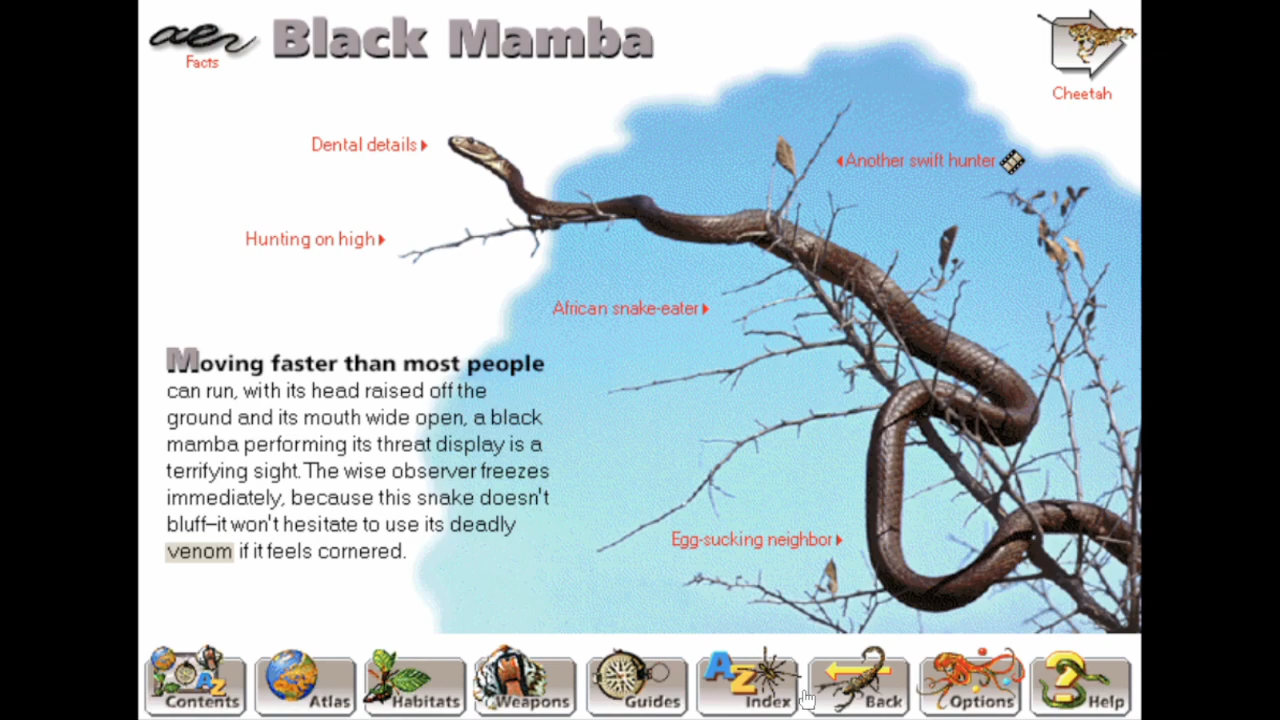 Black Mamba
Facts
Cheetah
Dental details
Another swift hunter
Hunting on high
African snake-eater
Moving faster than most people
can run, with its head raised off the
ground and its mouth wide open, a black
mamba performing its threat display is a
terrifying sight. The wise observer freezes
immediately, because this snake doesn't
bluff–it won't hesitate to use its deadly
venom if it feels cornered.
Egg-sucking neighbor
Contents
Atlas
Habitats
Weapons
Guides
AZ
Index
Back
Options
Help